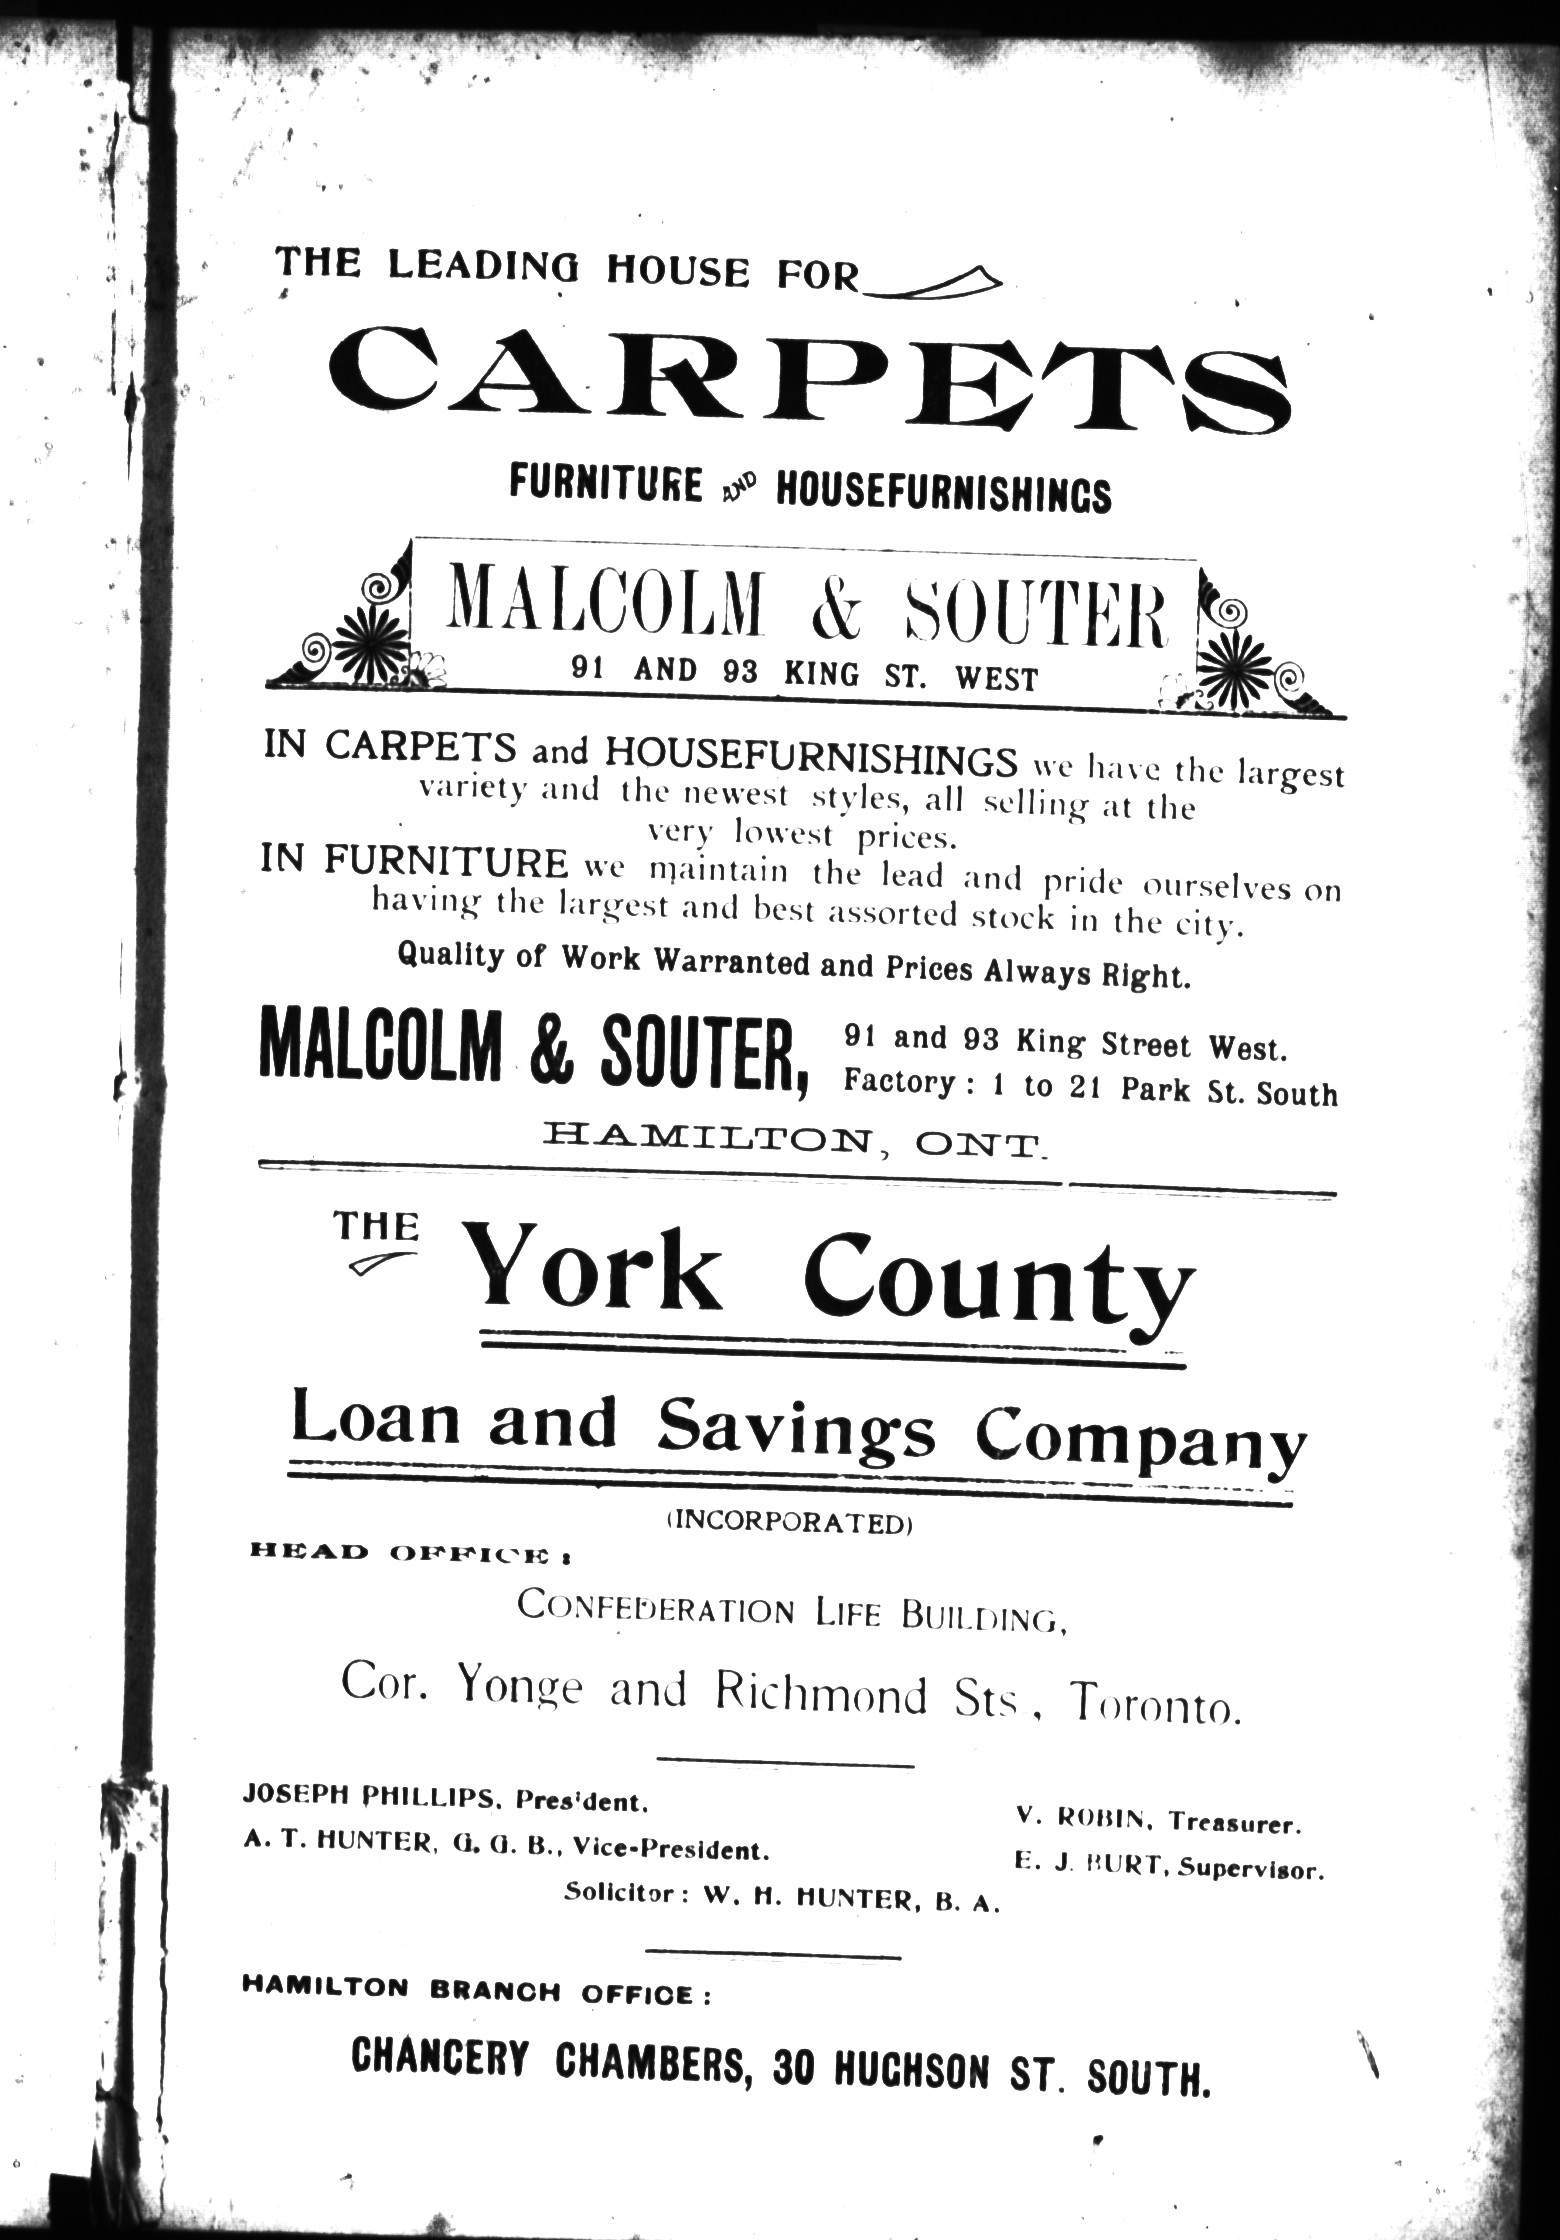 THE LEADING HOUSE FOR
CARPETS
FURNITURE AND HOUSEFURNISHINGS
MALCOLM & SOUTER
91 AND 93 KING ST. WEST
IN CARPETS and HOUSEFURNISHINGS we have the largest
variety and the newest styles, all selling at the
very lowest prices.
IN FURNITURE we maintain the lead and pride ourselves on
having the largest and best assorted stock in the city.
Quality of Work Warranted and Prices Always Right.
MALCOLM & SOUTER, 91 and 93 King Street West.
Factory: 1 to 21 Park St. South
HAMILTON, ONT.
THE York County
Loan and Savings Company
(INCORPORATED)
HEAD OFFICE:
CONFEDERATION LIFE BUILDING,
Cor. Yonge and Richmond Sts., Toronto.
JOSEPH PHILLIPS, President. V. ROBIN, Treasurer.
A. T. HUNTER, G. G. B., Vice-President. E. J. BURT, Supervisor.
Solicitor: W. H. HUNTER, B. A.
HAMILTON BRANCH OFFICE:
CHANCERY CHAMBERS, 30 HUGHSON ST. SOUTH.